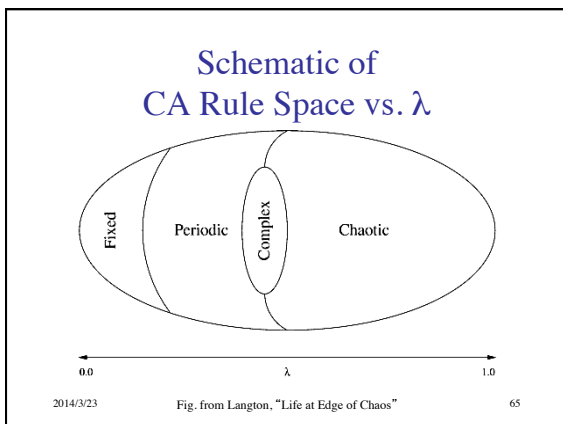 Schematic of
CA Rule Space vs. λ
Fixed
Periodic
Complex
Chaotic
0.0 λ 1.0
2014/3/23 Fig. from Langton, “Life at Edge of Chaos” 65